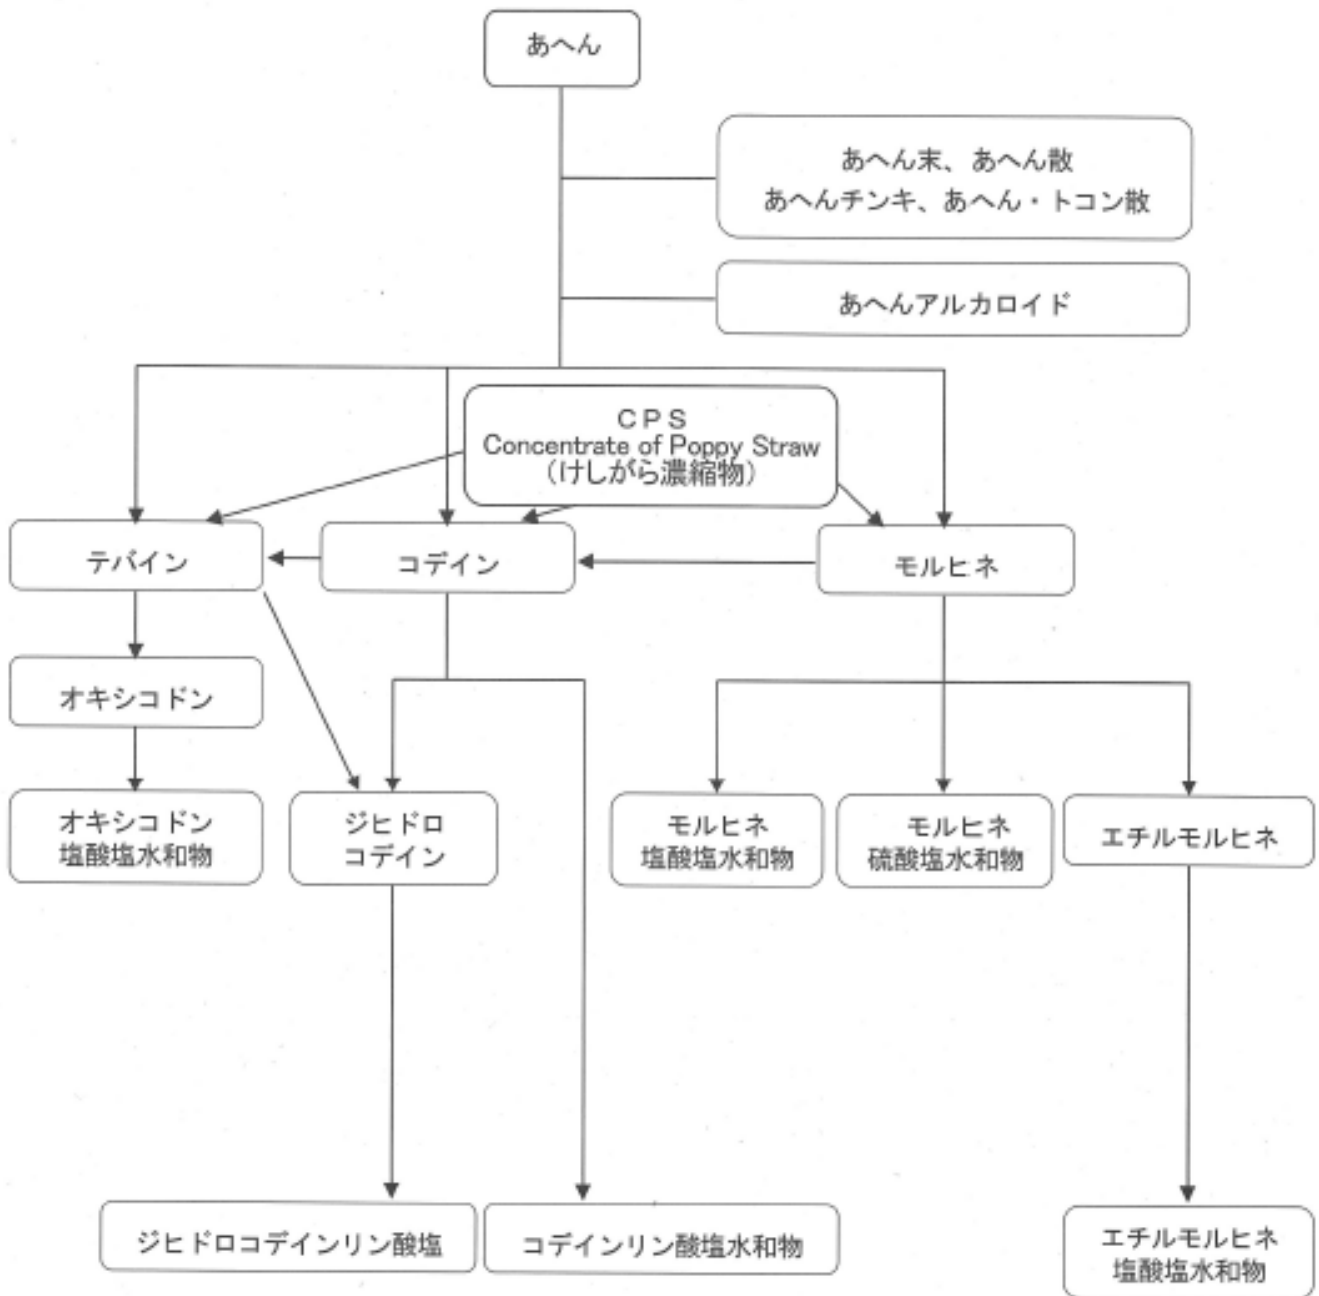 あへん
あへん末、あへん散
あへんチンキ、あへん・トコン散
あへんアルカロイド
ＣＰＳ
Concentrate of Poppy Straw
（けしがら濃縮物）
テバイン
コデイン
モルヒネ
オキシコドン
オキシコドン
塩酸塩水和物
ジヒドロ
コデイン
モルヒネ
塩酸塩水和物
モルヒネ
硫酸塩水和物
エチルモルヒネ
ジヒドロコデインリン酸塩
コデインリン酸塩水和物
エチルモルヒネ
塩酸塩水和物